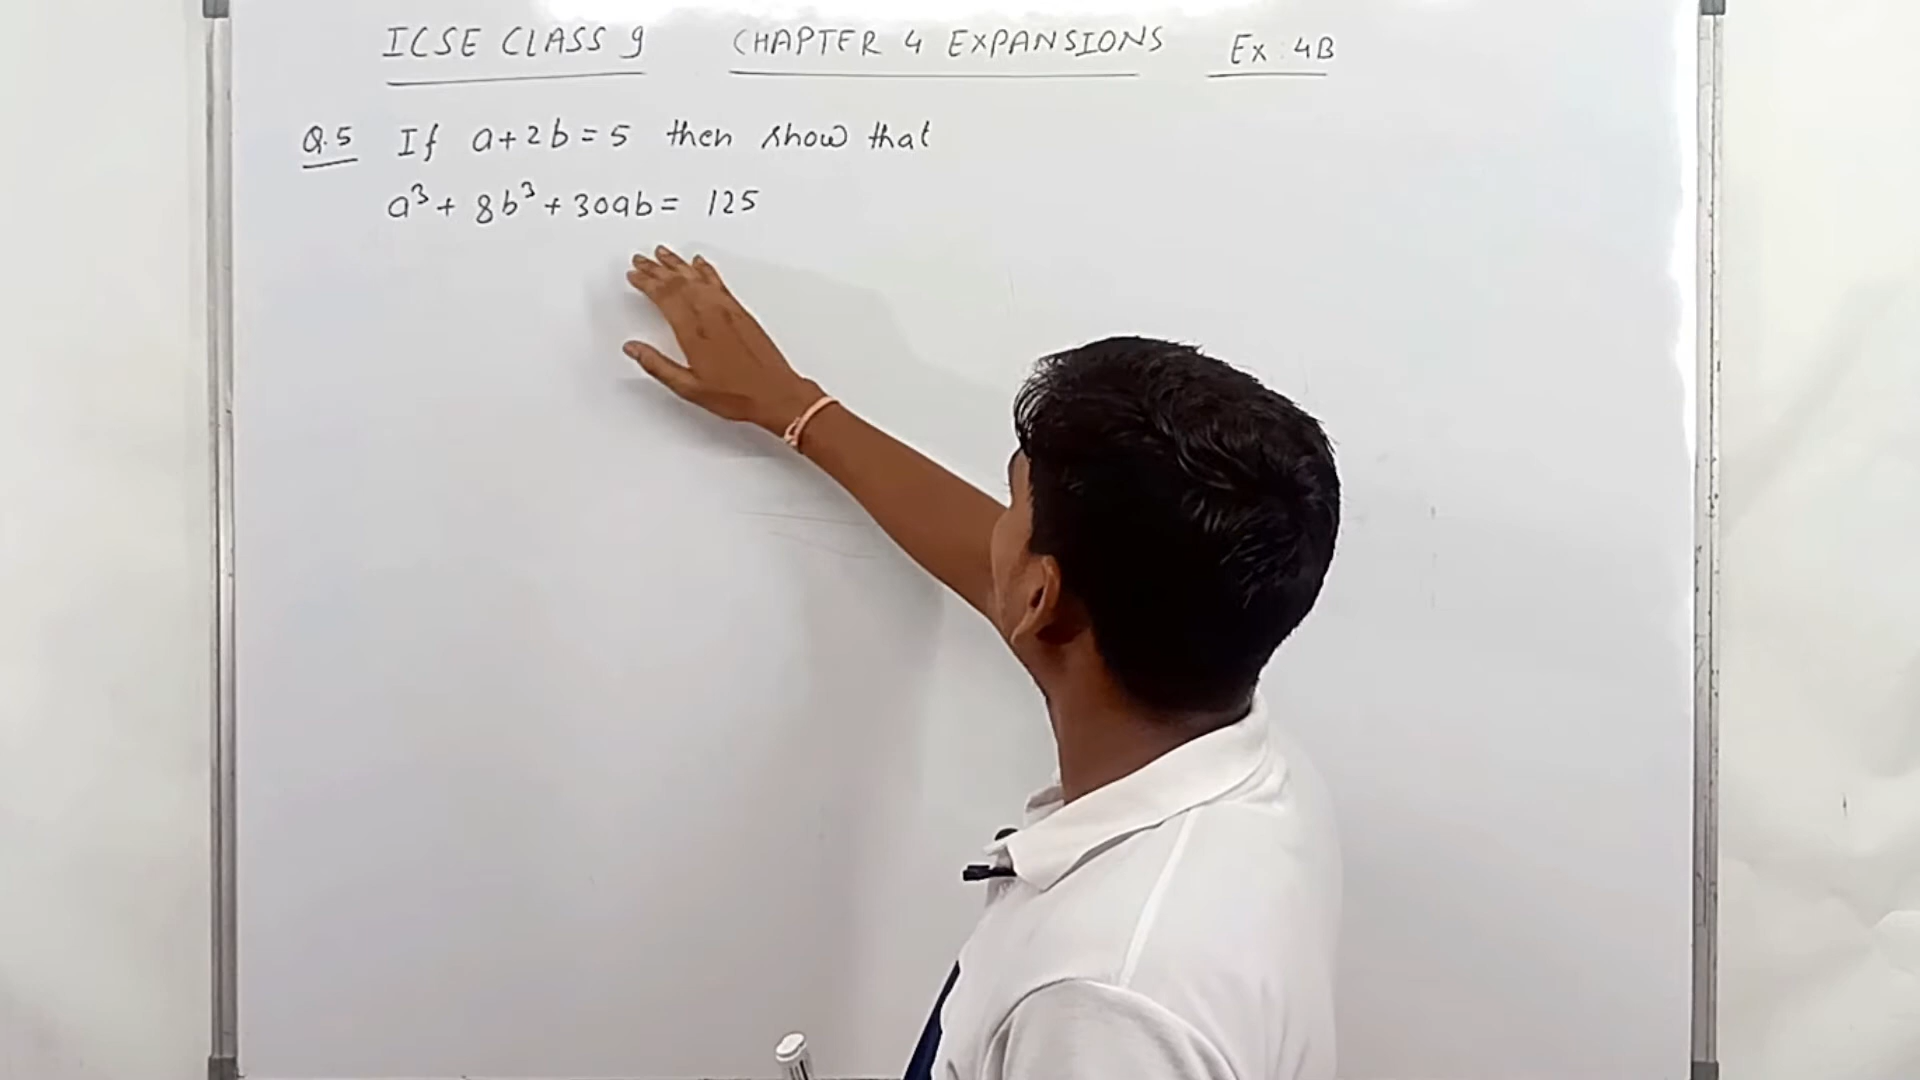 ICSE CLASS 9 CHAPTER 4 EXPANSIONS Ex: 4B
Q.5 If a+2b=5 then show that
a³+ 8b³+30ab= 125